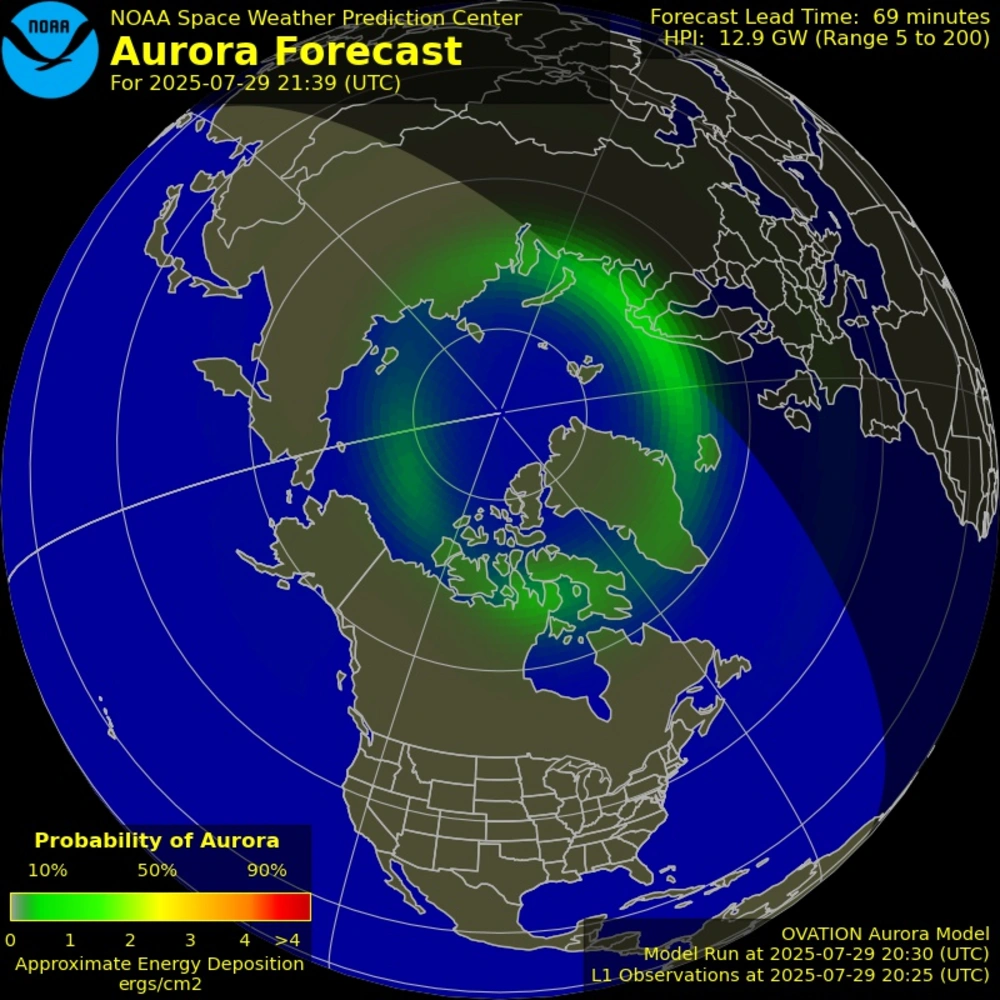 NOAA
NOAA Space Weather Prediction Center
Aurora Forecast
For 2025-07-29 21:39 (UTC)
Forecast Lead Time: 69 minutes
HPI: 12.9 GW (Range 5 to 200)
Probability of Aurora
10% 50% 90%
0 1 2 3 4 >4
Approximate Energy Deposition
ergs/cm2
OVATION Aurora Model
Model Run at 2025-07-29 20:30 (UTC)
L1 Observations at 2025-07-29 20:25 (UTC)